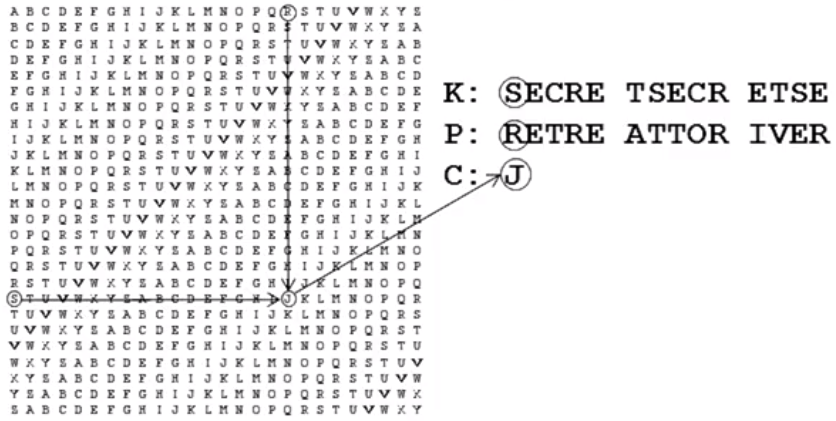 A B C D E F G H I J K L M N O P Q R S T U V W X Y Z
B C D E F G H I J K L M N O P Q R S T U V W X Y Z A
C D E F G H I J K L M N O P Q R S T U V W X Y Z A B
D E F G H I J K L M N O P Q R S T U V W X Y Z A B C
E F G H I J K L M N O P Q R S T U V W X Y Z A B C D
F G H I J K L M N O P Q R S T U V W X Y Z A B C D E
G H I J K L M N O P Q R S T U V W X Y Z A B C D E F
H I J K L M N O P Q R S T U V W X Y Z A B C D E F G
I J K L M N O P Q R S T U V W X Y Z A B C D E F G H
J K L M N O P Q R S T U V W X Y Z A B C D E F G H I
K L M N O P Q R S T U V W X Y Z A B C D E F G H I J
L M N O P Q R S T U V W X Y Z A B C D E F G H I J K
M N O P Q R S T U V W X Y Z A B C D E F G H I J K L
N O P Q R S T U V W X Y Z A B C D E F G H I J K L M
O P Q R S T U V W X Y Z A B C D E F G H I J K L M N
P Q R S T U V W X Y Z A B C D E F G H I J K L M N O
Q R S T U V W X Y Z A B C D E F G H I J K L M N O P
R S T U V W X Y Z A B C D E F G H I J K L M N O P Q
S T U V W X Y Z A B C D E F G H I J K L M N O P Q R
T U V W X Y Z A B C D E F G H I J K L M N O P Q R S
U V W X Y Z A B C D E F G H I J K L M N O P Q R S T
V W X Y Z A B C D E F G H I J K L M N O P Q R S T U
W X Y Z A B C D E F G H I J K L M N O P Q R S T U V
X Y Z A B C D E F G H I J K L M N O P Q R S T U V W
Y Z A B C D E F G H I J K L M N O P Q R S T U V W X
Z A B C D E F G H I J K L M N O P Q R S T U V W X Y
K: SECRE TSECR ETSE
P: RETRE ATTOR IVER
C: J